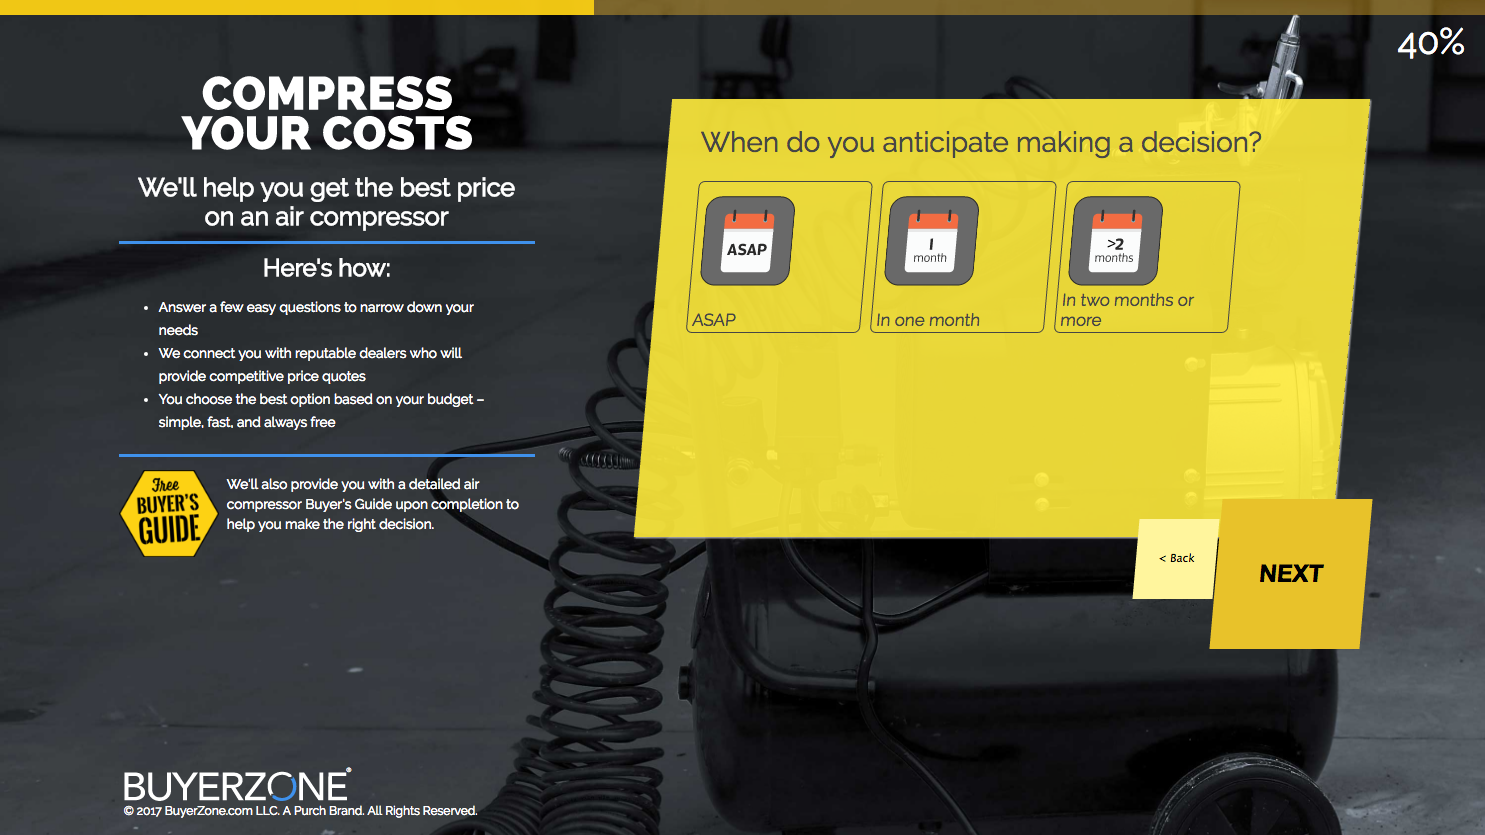 40%
COMPRESS
YOUR COSTS
We'll help you get the best price
on an air compressor
Here's how:
• Answer a few easy questions to narrow down your
needs
• We connect you with reputable dealers who will
provide competitive price quotes
• You choose the best option based on your budget –
simple, fast, and always free
Free
BUYER'S
GUIDE
We'll also provide you with a detailed air
compressor Buyer's Guide upon completion to
help you make the right decision.
When do you anticipate making a decision?
ASAP
ASAP
1
month
In one month
>2
months
In two months or
more
< Back
NEXT
BUYERZONE®
© 2017 BuyerZone.com LLC. A Purch Brand. All Rights Reserved.